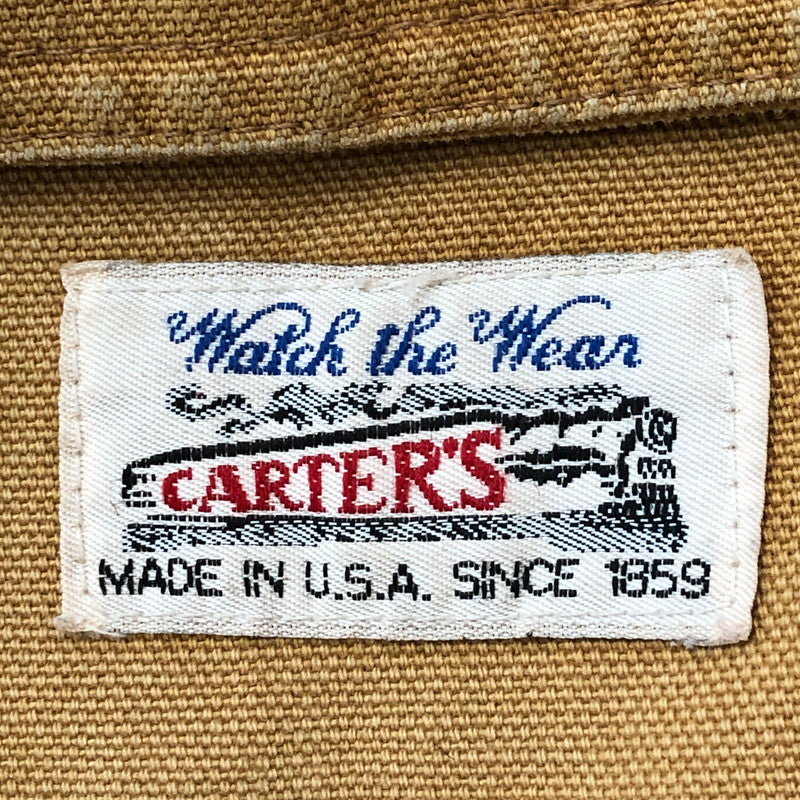 Watch the Wear
CARTER'S
MADE IN U.S.A. SINCE 1859